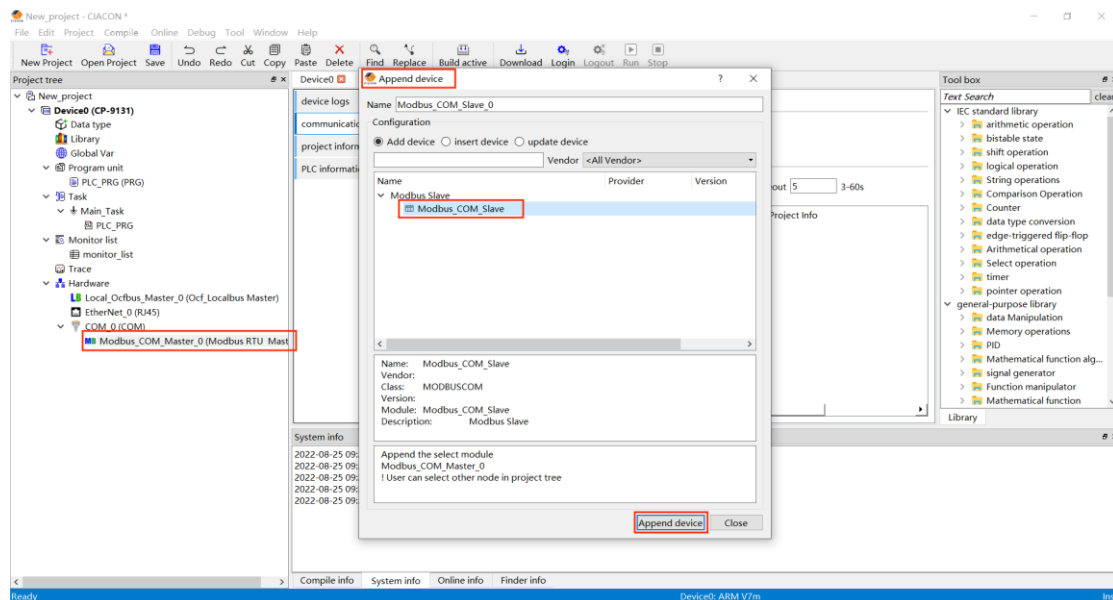 New_project - CIACON *
File Edit Project Compile Online Debug Tool Window Help
New Project Open Project Save Undo Redo Cut Copy Paste Delete Find Replace Build active Download Login Logout Run Stop
Project tree
New_project
Device0 (CP-9131)
Data type
Library
Global Var
Program unit
PLC_PRG (PRG)
Task
Main_Task
PLC_PRG
Monitor list
monitor_list
Trace
Hardware
Local_Ocfbus_Master_0 (Ocf_Localbus Master)
EtherNet_0 (RJ45)
COM_0 (COM)
MB Modbus_COM_Master_0 (Modbus RTU Mast
Device0
device logs
communicatio
project inform
PLC informati
out 5 3-60s
Project Info
Append device
Name Modbus_COM_Slave_0
Configuration
Add device insert device update device
Vendor <All Vendor>
Name Provider Version
Modbus Slave
Modbus_COM_Slave
Name: Modbus_COM_Slave
Vendor:
Class: MODBUSCOM
Version:
Module: Modbus_COM_Slave
Description: Modbus Slave
Append the select module
Modbus_COM_Master_0
! User can select other node in project tree
Append device Close
Tool box
Text Search clea
IEC standard library
arithmetic operation
bistable state
shift operation
logical operation
String operations
Comparison Operation
Counter
data type conversion
edge-triggered flip-flop
Arithmetical operation
Select operation
timer
pointer operation
general-purpose library
data Manipulation
Memory operations
PID
Mathematical function alg...
signal generator
Function manipulator
Mathematical function
Library
System info
2022-08-25 09:
2022-08-25 09:
2022-08-25 09:
2022-08-25 09:
2022-08-25 09:
Compile info System info Online info Finder info
Ready Device0: ARM V7m Ins